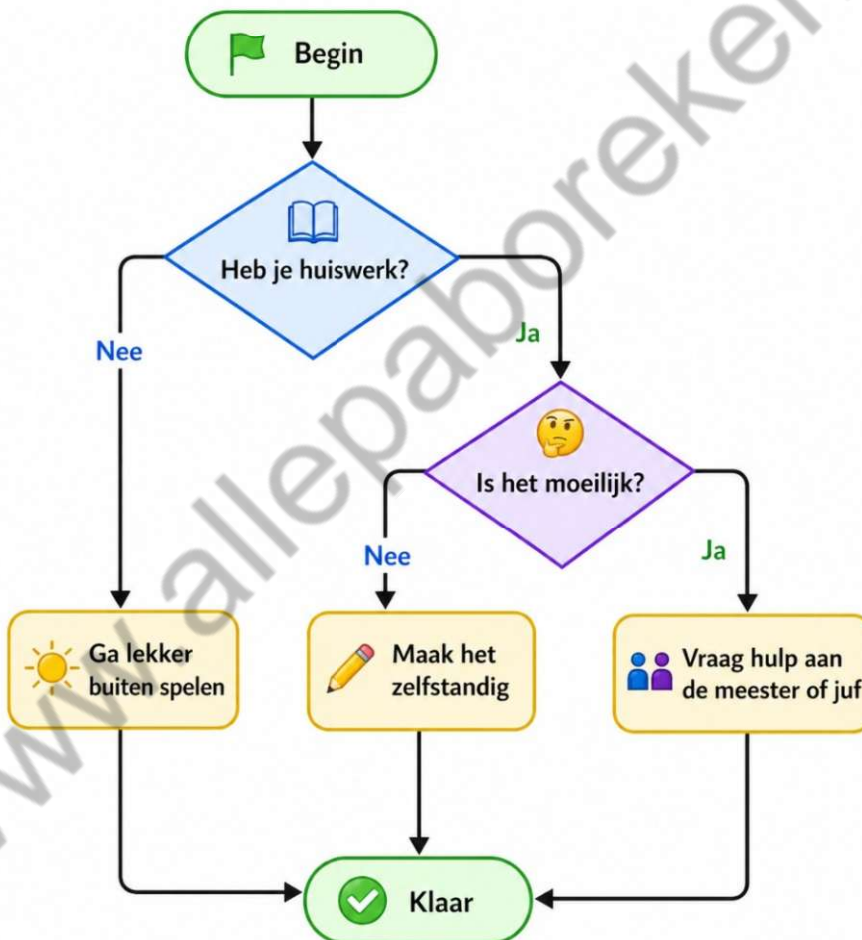 Begin
Heb je huiswerk?
Nee
Ja
Is het moeilijk?
Nee
Ja
Ga lekker
buiten spelen
Maak het
zelfstandig
Vraag hulp aan
de meester of juf
Klaar
ww.allepaboreken